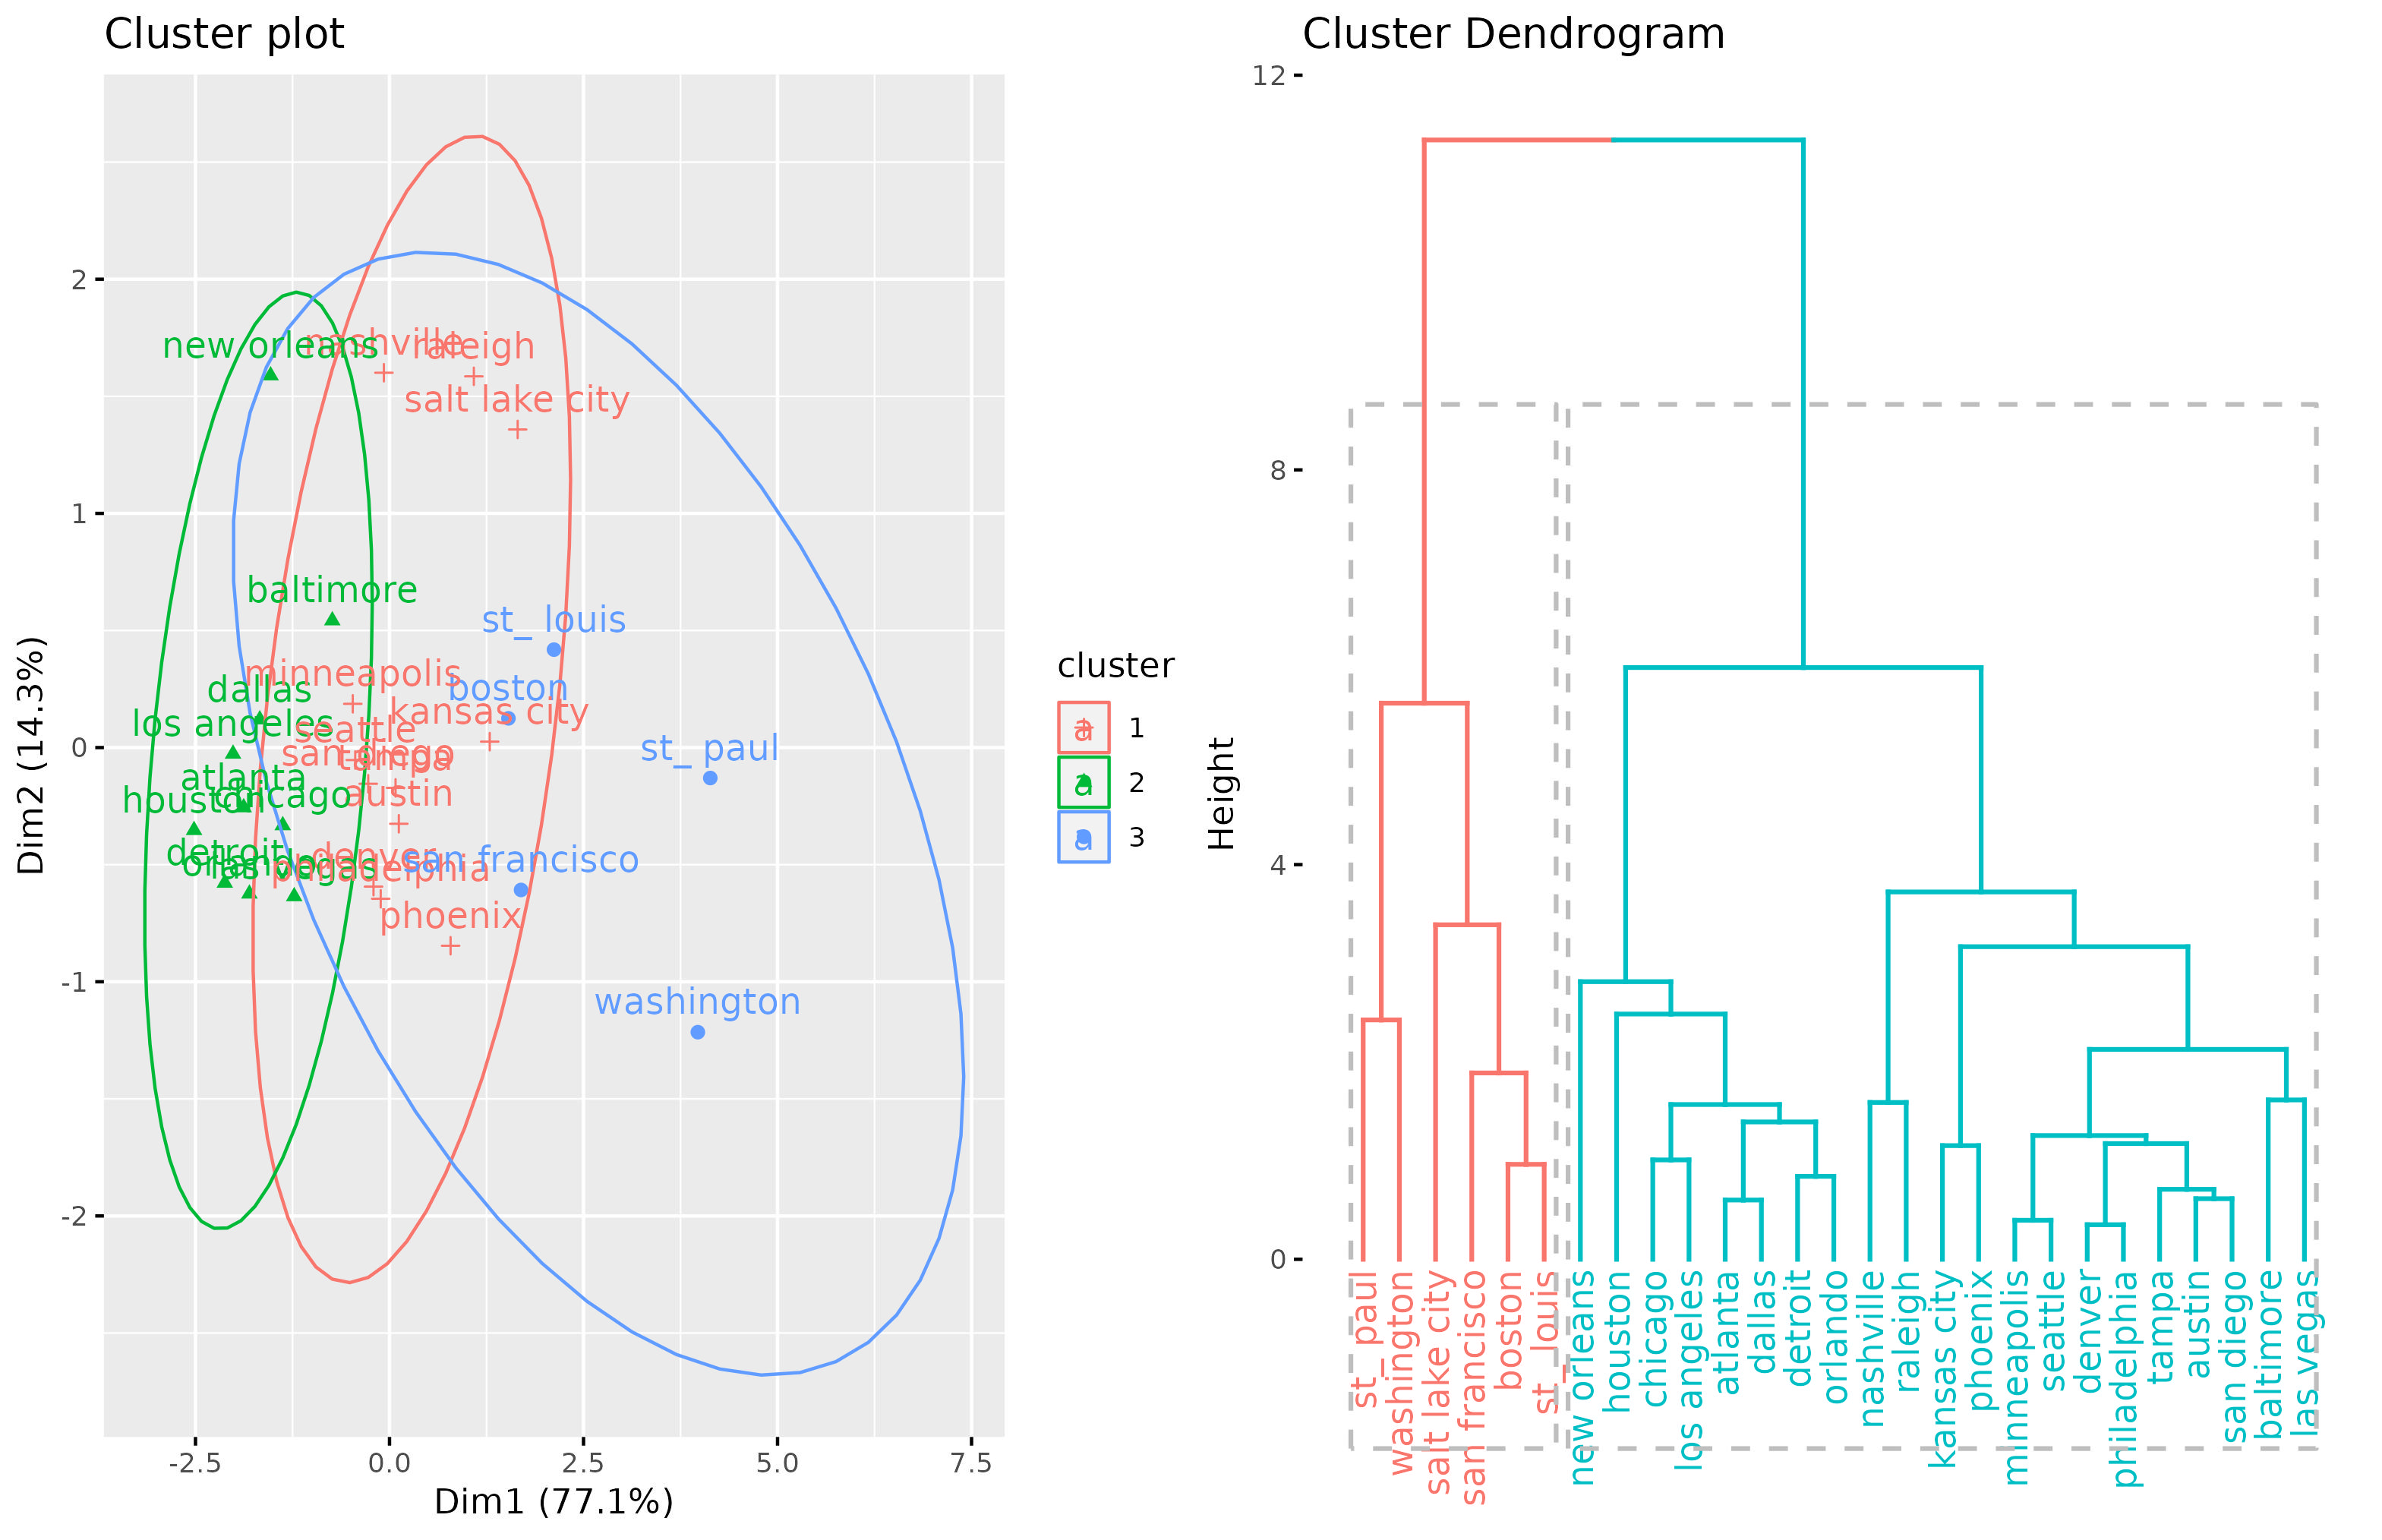 Cluster plot
new orleans
nashville
raleigh
salt lake city
baltimore
st_ louis
minneapolis
dallas
boston
los angeles
kansas city
seattle
san diego
tampa
st_ paul
atlanta
chicago
houston
austin
detroit
orlando
las vegas
denver
philadelphia
san francisco
phoenix
washington
2
1
0
-1
-2
-2.5
0.0
2.5
5.0
7.5
Dim1 (77.1%)
Dim2 (14.3%)
cluster
a 1
a 2
a 3
Cluster Dendrogram
12
8
4
0
Height
st_ paul
washington
salt lake city
san francisco
boston
st_ louis
new orleans
houston
chicago
los angeles
atlanta
dallas
detroit
orlando
nashville
raleigh
kansas city
phoenix
minneapolis
seattle
denver
philadelphia
tampa
austin
san diego
baltimore
las vegas